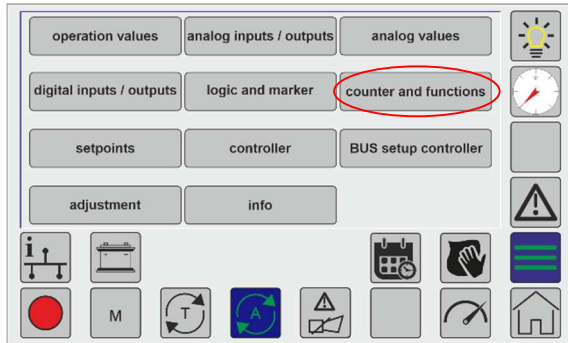 operation values
analog inputs / outputs
analog values
digital inputs / outputs
logic and marker
counter and functions
setpoints
controller
BUS setup controller
adjustment
info
i
M
T
A